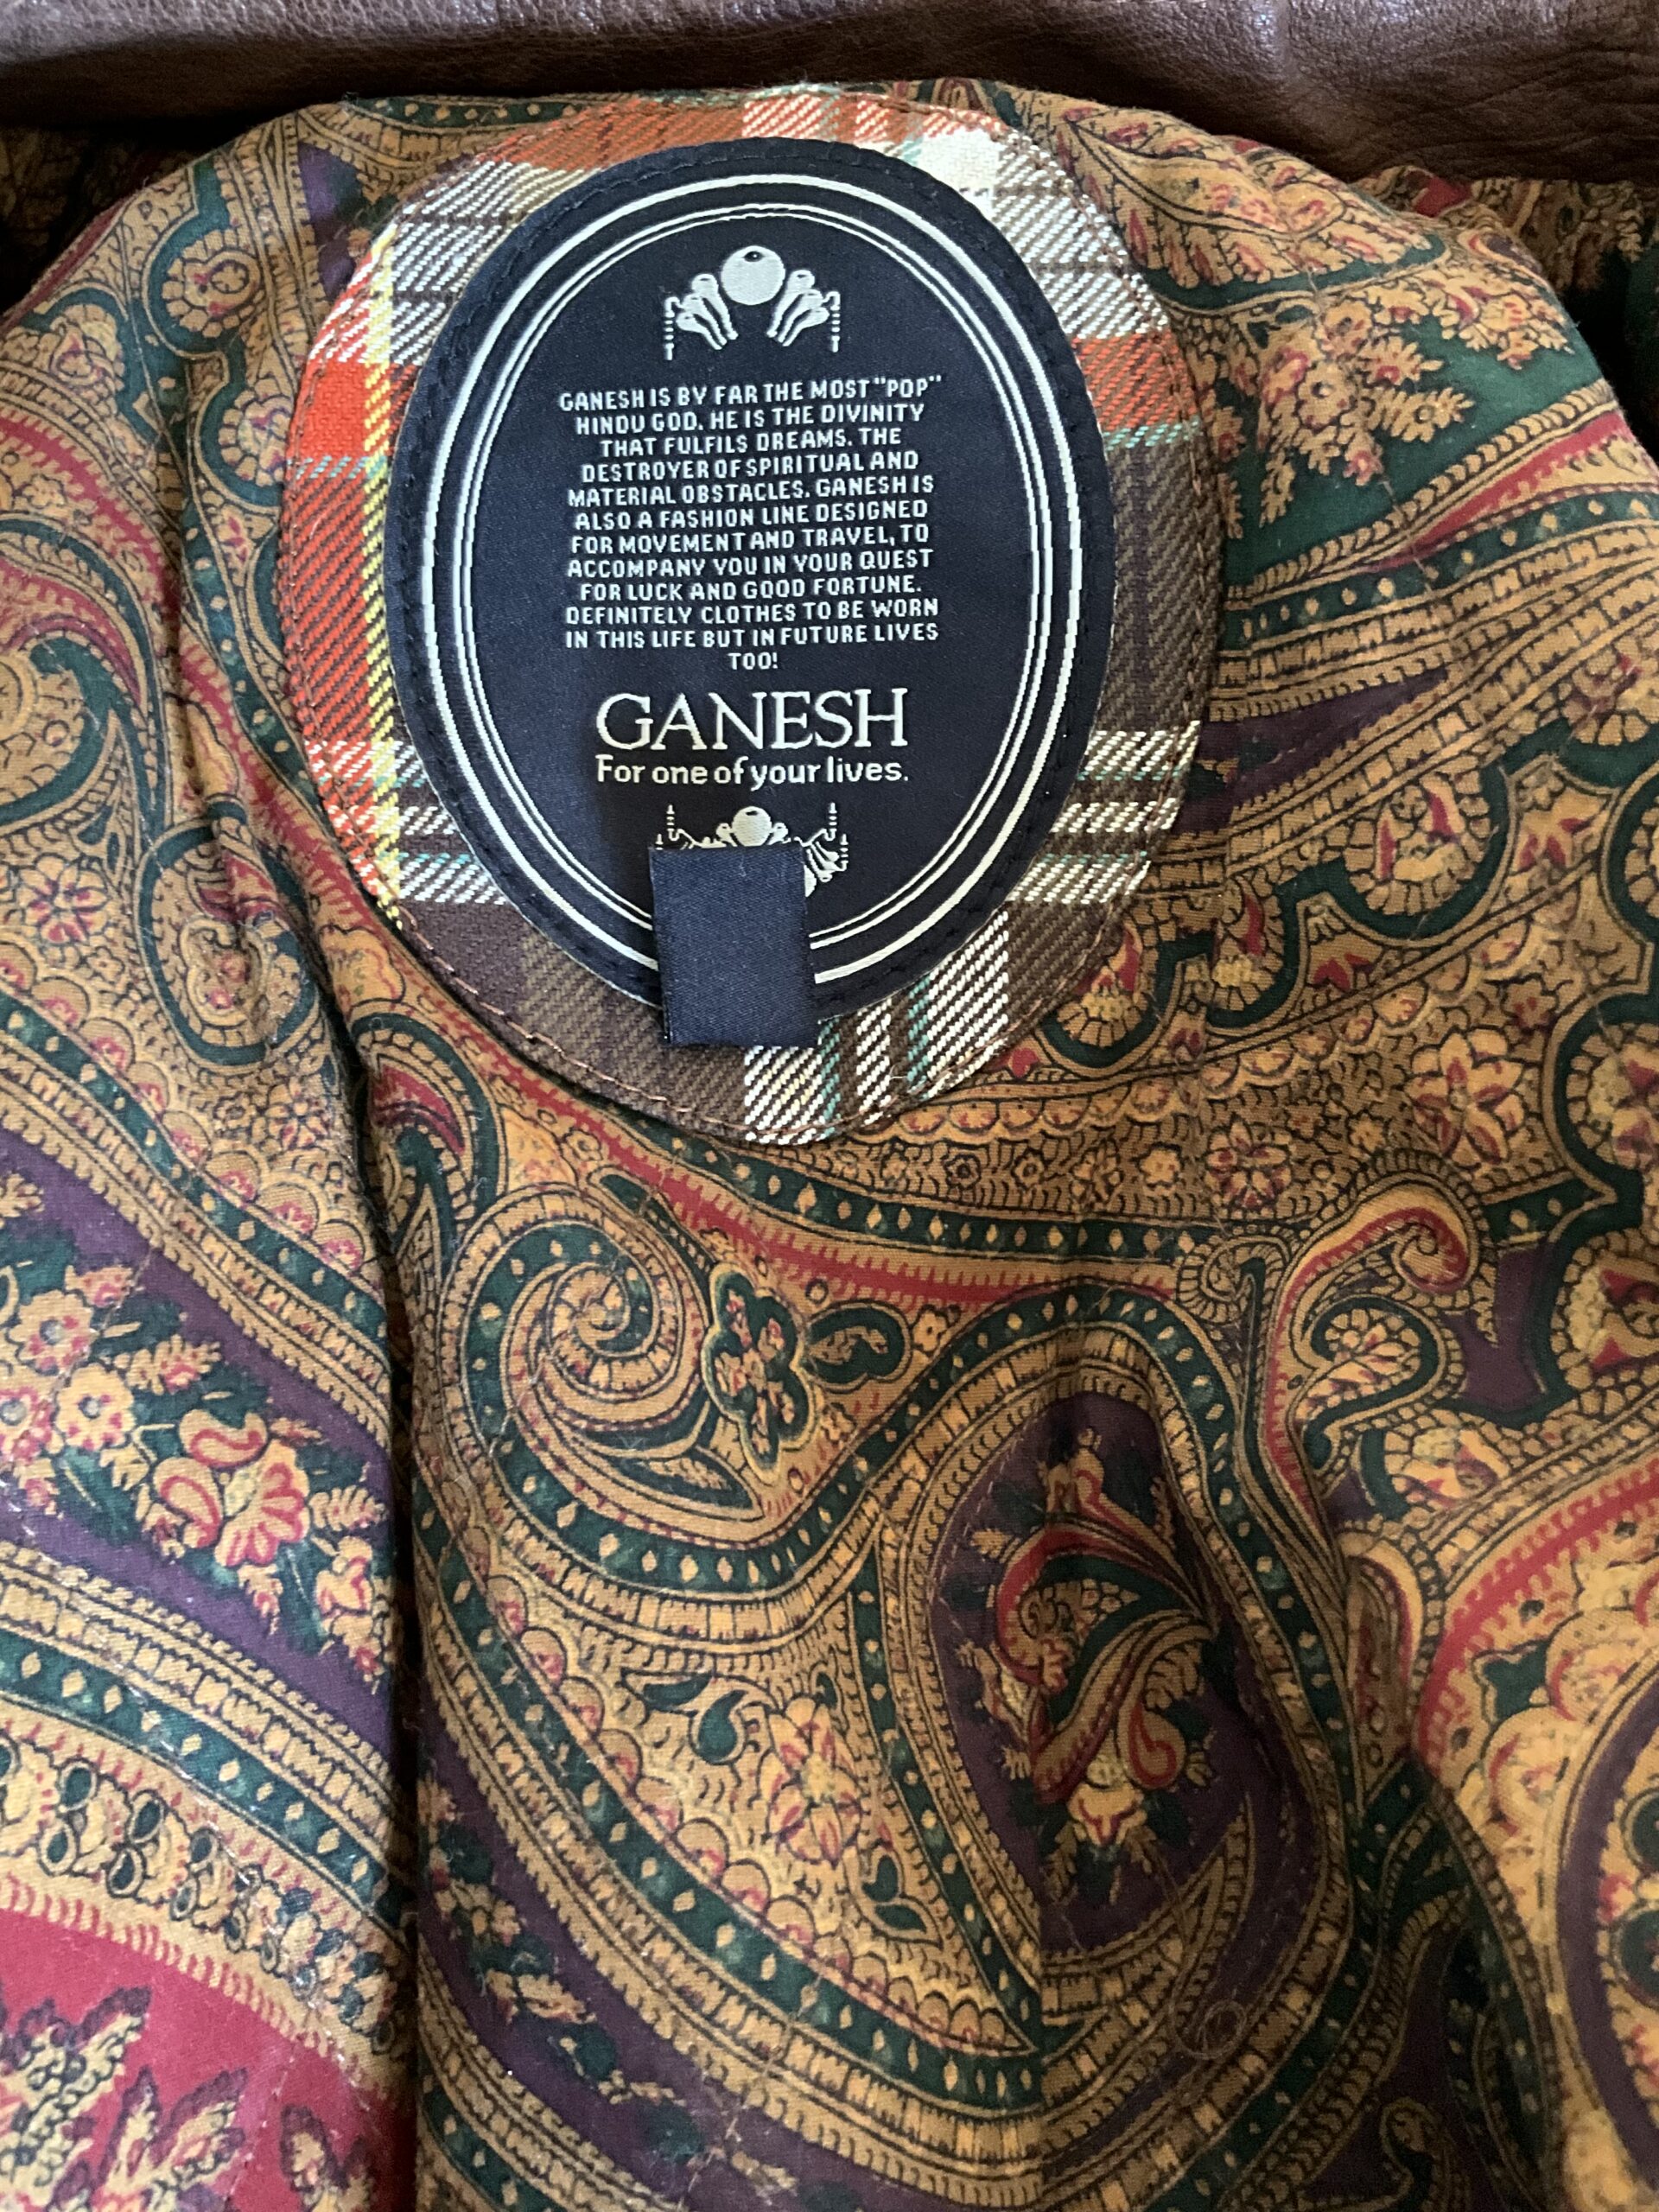 GANESH IS BY FAR THE MOST "POP"
HINDU GOD. HE IS THE DIVINITY
THAT FULFILS DREAMS. THE
DESTROYER OF SPIRITUAL AND
MATERIAL OBSTACLES. GANESH IS
ALSO A FASHION LINE DESIGNED
FOR MOVEMENT AND TRAVEL, TO
ACCOMPANY YOU IN YOUR QUEST
FOR LUCK AND GOOD FORTUNE.
DEFINITELY CLOTHES TO BE WORN
IN THIS LIFE BUT IN FUTURE LIVES
TOO!
GANESH
For one of your lives.